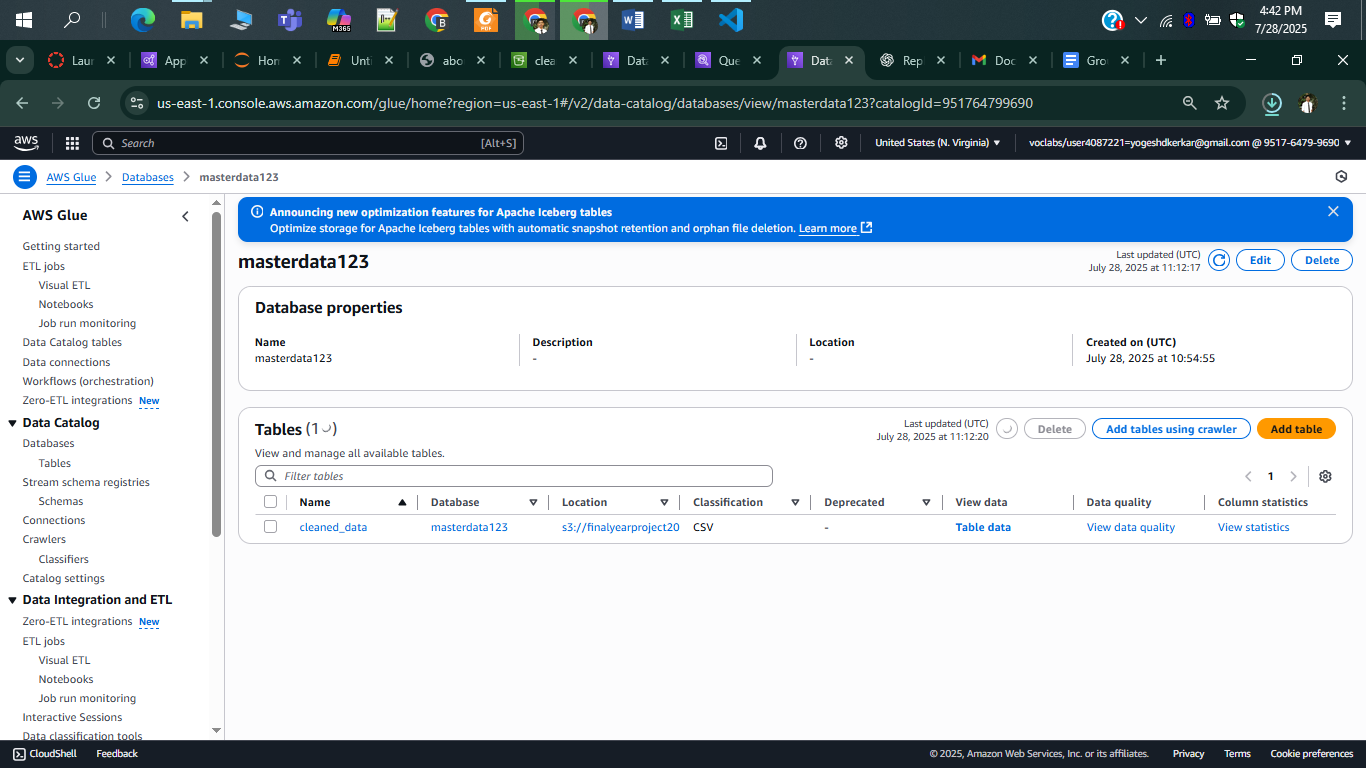 M365
PDF
4:42 PM
7/28/2025
Laun
App
Hon
Unti
abo
clea
Data
Que
Data
Rep
Doc
Grou
us-east-1.console.aws.amazon.com/glue/home?region=us-east-1#/v2/data-catalog/databases/view/masterdata123?catalogId=951764799690
aws
Search
[Alt+S]
United States (N. Virginia)
voclabs/user4087221=yogeshdkerkar@gmail.com @ 9517-6479-9690
AWS Glue
Databases
masterdata123
AWS Glue
Getting started
ETL jobs
Visual ETL
Notebooks
Job run monitoring
Data Catalog tables
Data connections
Workflows (orchestration)
Zero-ETL integrations New
Data Catalog
Databases
Tables
Stream schema registries
Schemas
Connections
Crawlers
Classifiers
Catalog settings
Data Integration and ETL
Zero-ETL integrations New
ETL jobs
Visual ETL
Notebooks
Job run monitoring
Interactive Sessions
Data classification tools
Announcing new optimization features for Apache Iceberg tables
Optimize storage for Apache Iceberg tables with automatic snapshot retention and orphan file deletion. Learn more
masterdata123
Last updated (UTC)
July 28, 2025 at 11:12:17
Edit
Delete
Database properties
Name
masterdata123
Description
-
Location
-
Created on (UTC)
July 28, 2025 at 10:54:55
Tables (1)
Last updated (UTC)
July 28, 2025 at 11:12:20
Delete
Add tables using crawler
Add table
View and manage all available tables.
Filter tables
1
Name Database Location Classification Deprecated View data Data quality Column statistics
cleaned_data masterdata123 s3://finalyearproject20 CSV - Table data View data quality View statistics
CloudShell
Feedback
© 2025, Amazon Web Services, Inc. or its affiliates.
Privacy
Terms
Cookie preferences